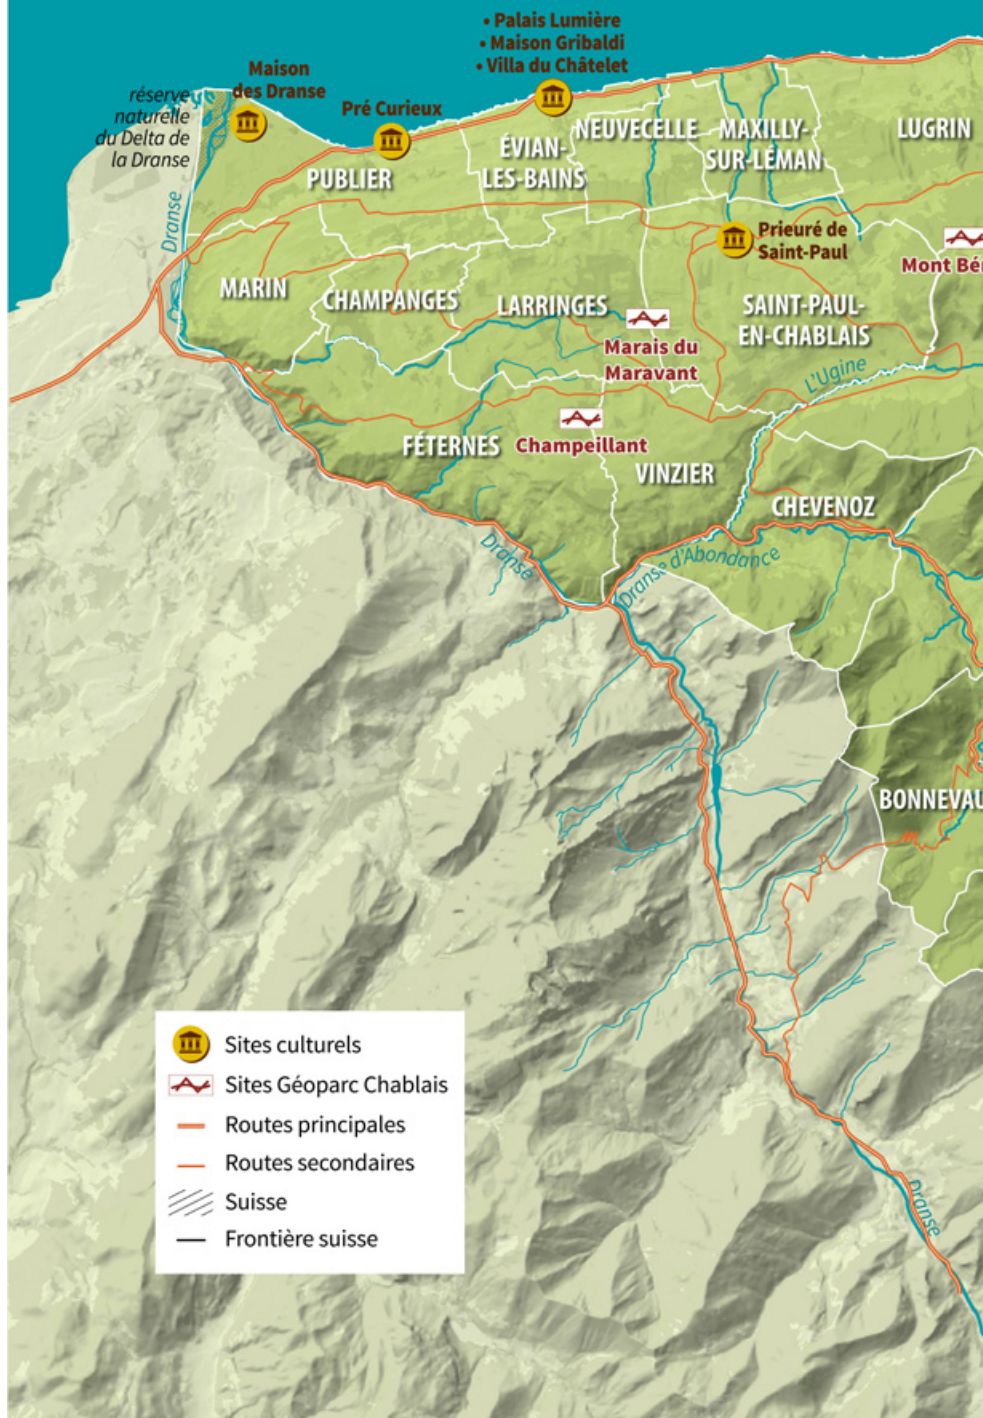 • Palais Lumière
• Maison Gribaldi
• Villa du Châtelet
Maison
des Dranse
réserve
naturelle
du Delta de
la Dranse
Pré Curieux
NEUVECELLE
MAXILLY-
SUR-LÉMAN
LUGRIN
ÉVIAN-
LES-BAINS
PUBLIER
Dranse
Prieuré de
Saint-Paul
Mont Bé
MARIN
CHAMPANGES
LARRINGES
SAINT-PAUL-
EN-CHABLAIS
Marais du
Maravant
L'Ugine
FÉTERNES
Champeillant
VINZIER
CHEVENOZ
Dranse
Dranse d'Abondance
BONNEVAU
Sites culturels
Sites Géoparc Chablais
Routes principales
Routes secondaires
Suisse
Frontière suisse
Dranse